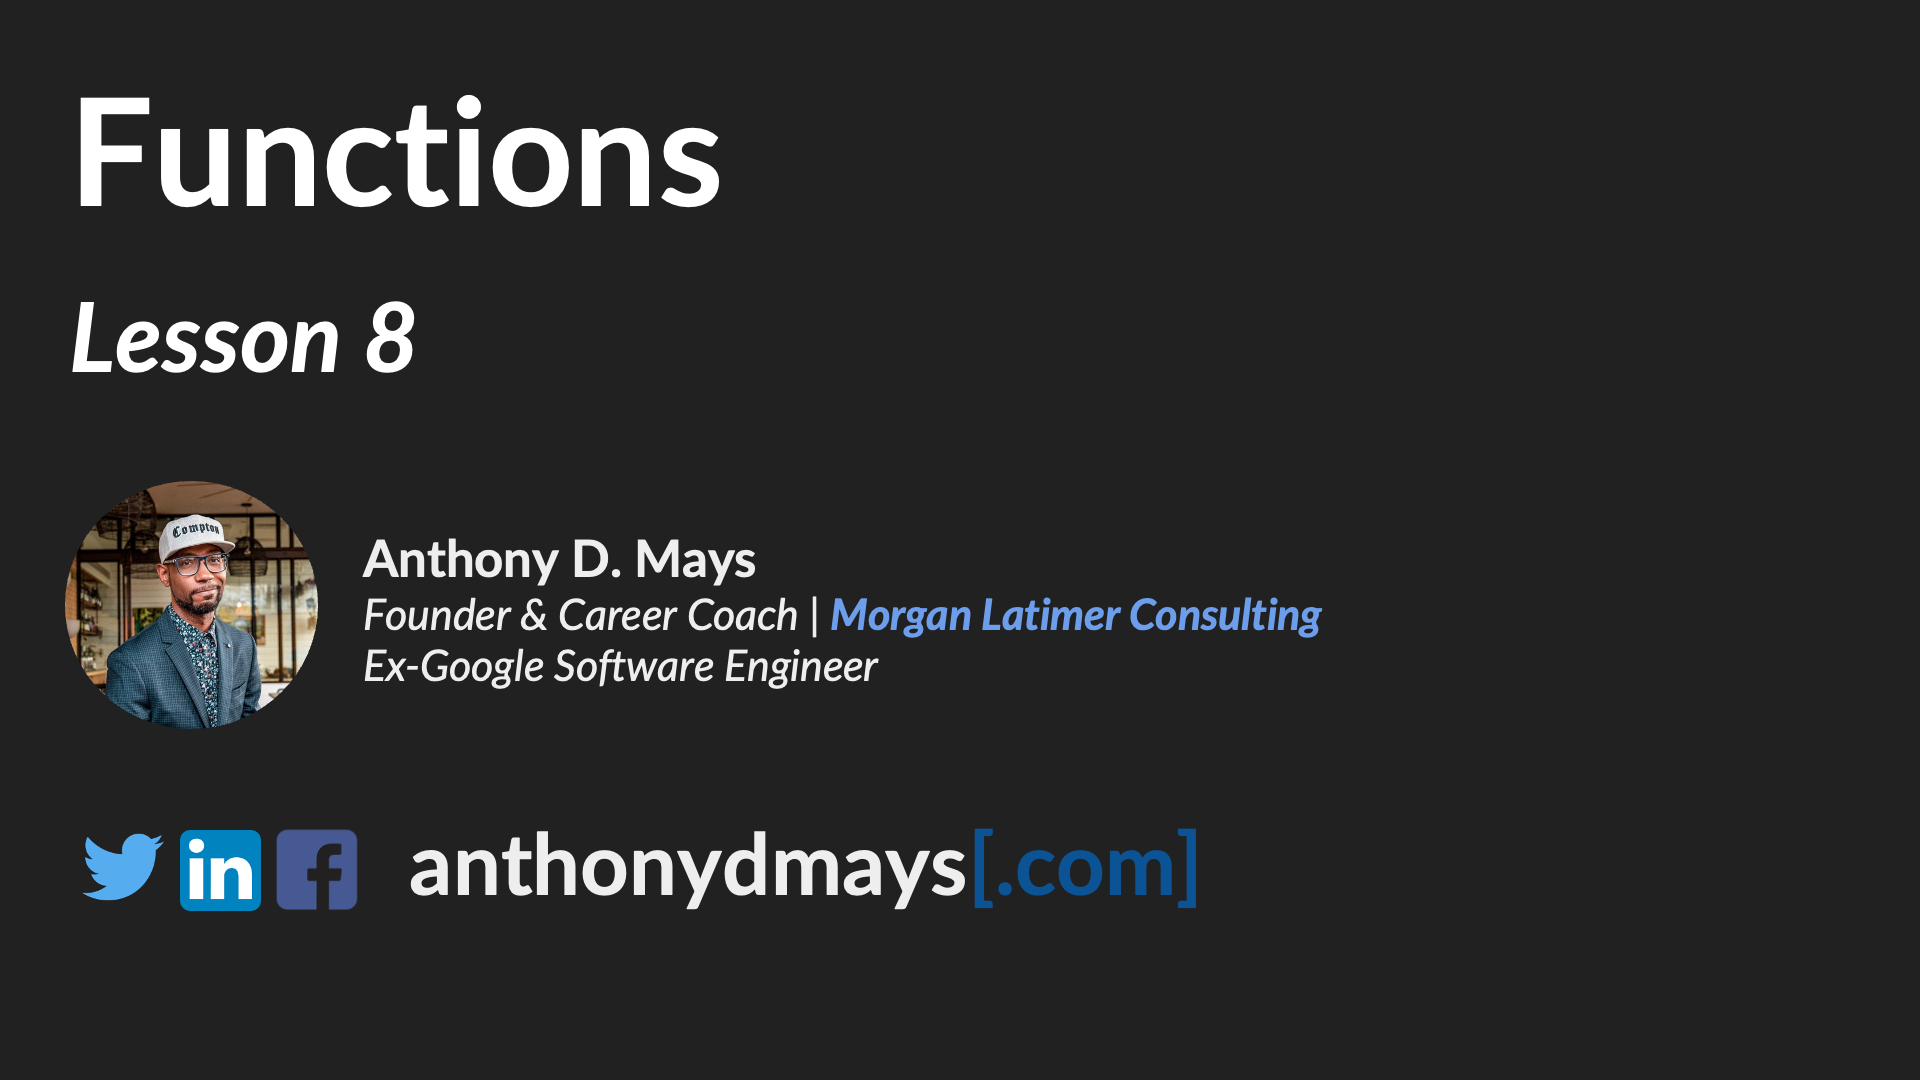 Functions
Lesson 8
Compton
Anthony D. Mays
Founder & Career Coach | Morgan Latimer Consulting
Ex-Google Software Engineer
in f anthonydmays[.com]